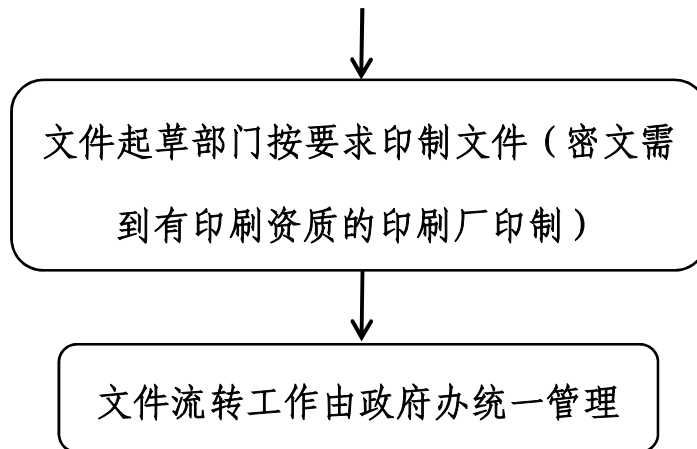 文件起草部门按要求印制文件（密文需
到有印刷资质的印刷厂印制）
文件流转工作由政府办统一管理